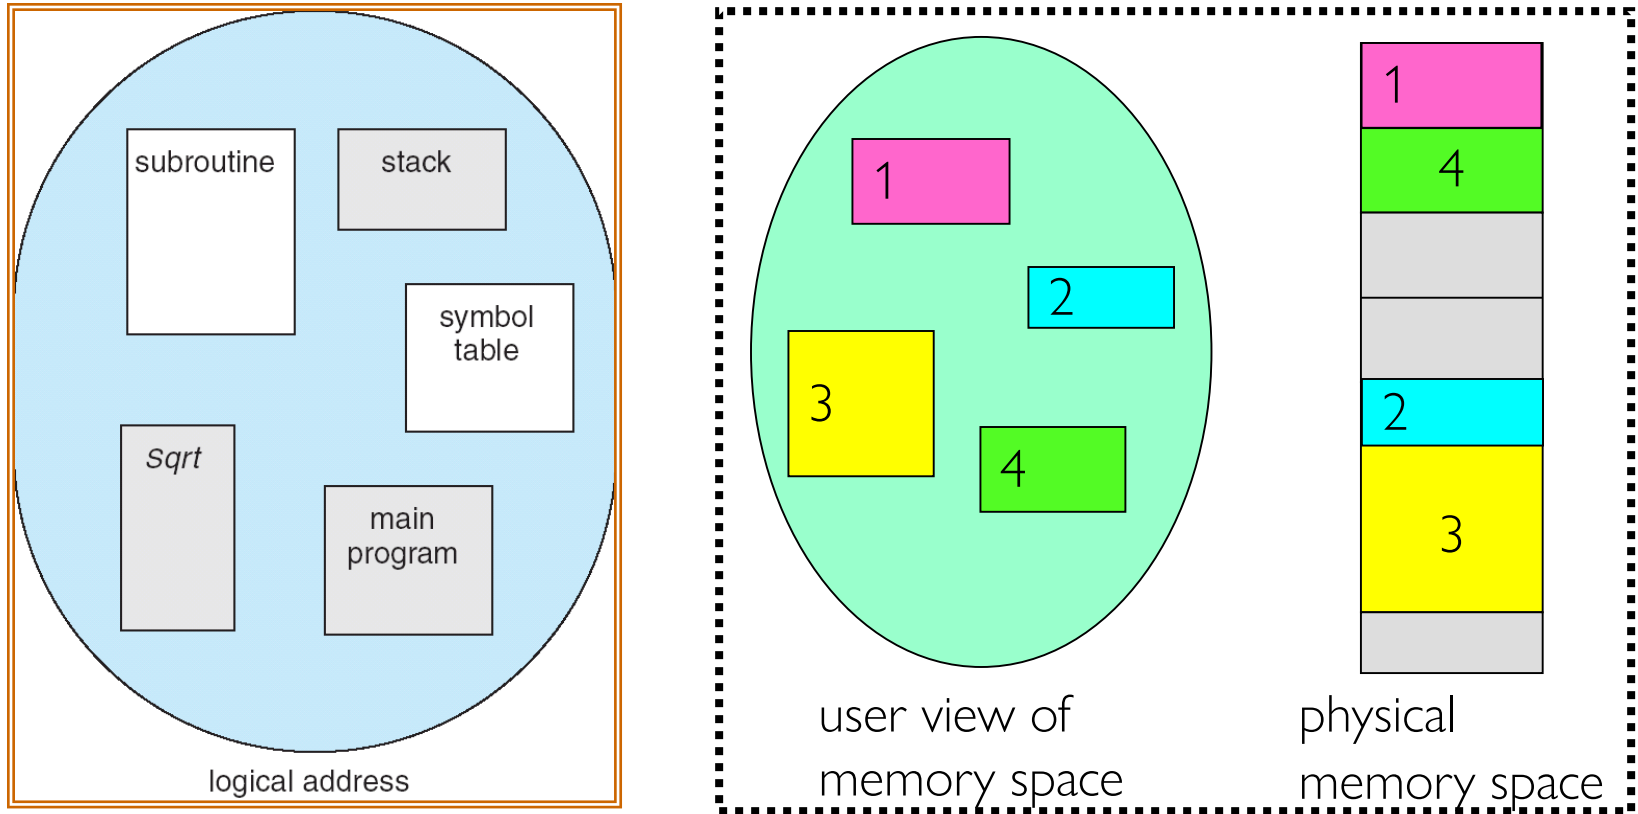 subroutine
stack
symbol
table
Sqrt
main
program
logical address
1
2
3
4
user view of
memory space
1
4
2
3
physical
memory space